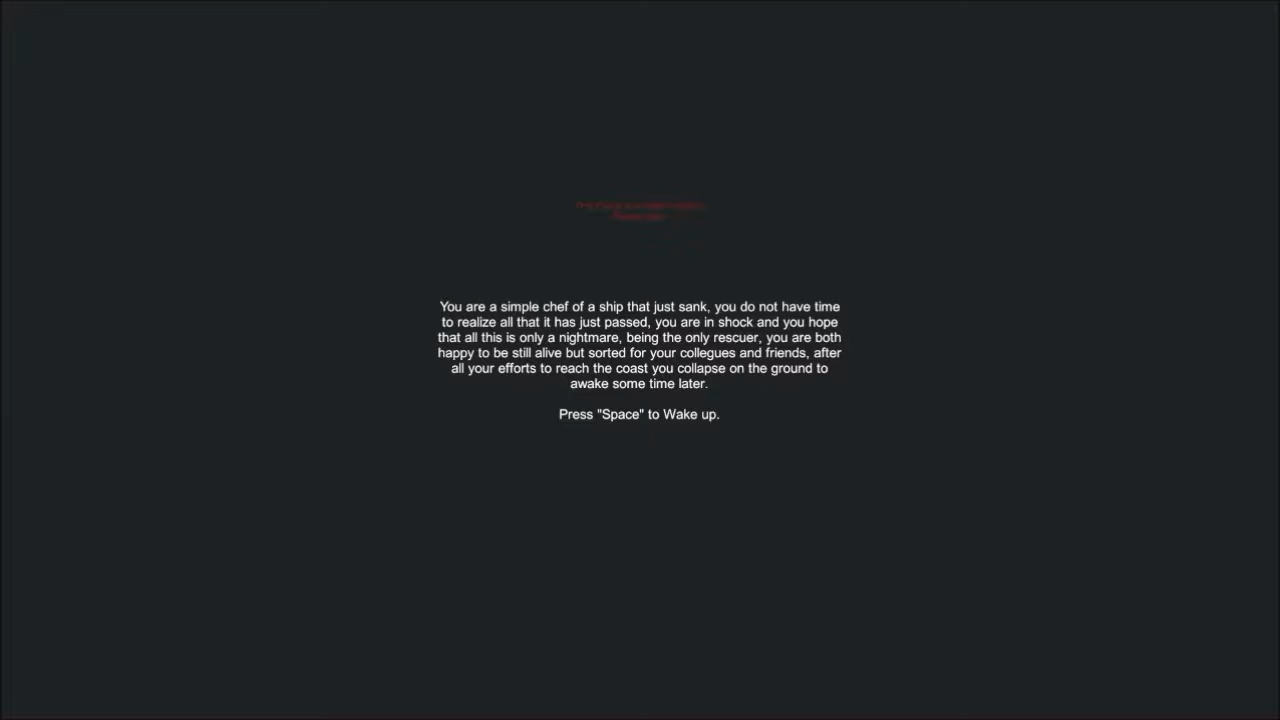 You are a simple chef of a ship that just sank, you do not have time
to realize all that it has just passed, you are in shock and you hope
that all this is only a nightmare, being the only rescuer, you are both
happy to be still alive but sorted for your collegues and friends, after
all your efforts to reach the coast you collapse on the ground to
awake some time later.
Press "Space" to Wake up.